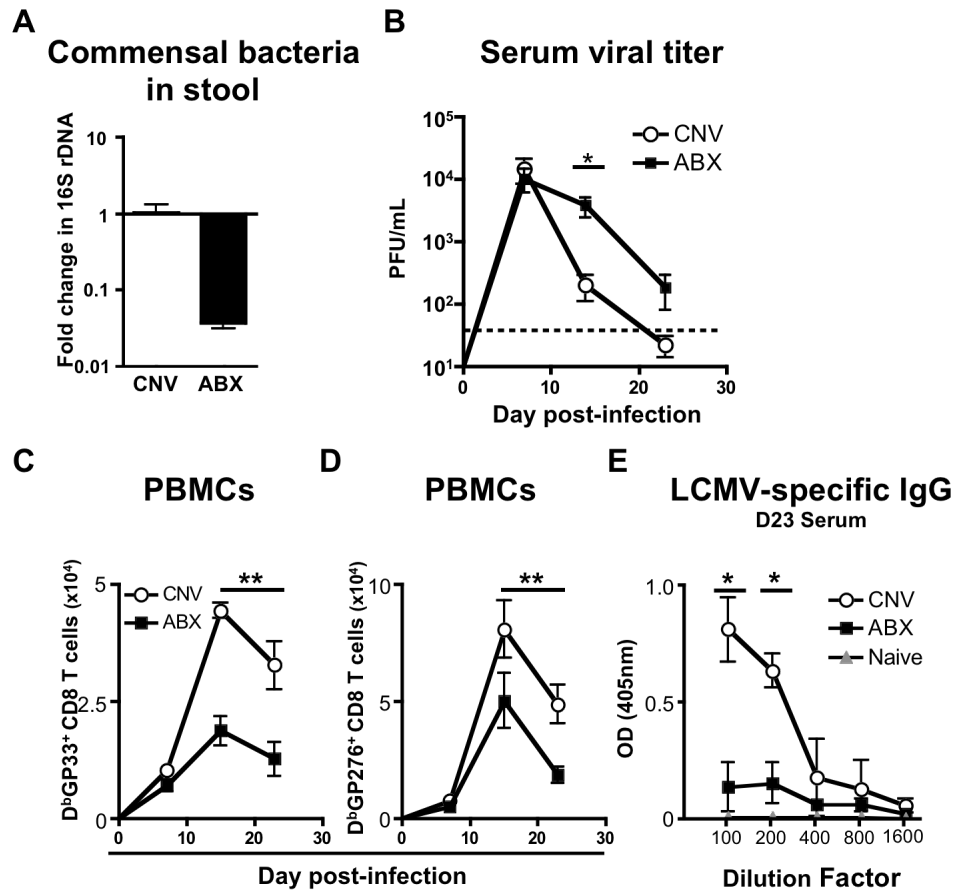 A
Commensal bacteria
in stool
Fold change in 16S rDNA
10
1
0.1
0.01
CNV
ABX
B
Serum viral titer
PFU/mL
10⁵
10⁴
10³
10²
10¹
CNV
ABX
*
0
10
20
30
Day post-infection
C
PBMCs
DᵇGP33⁺ CD8 T cells (x10⁴)
5
2.5
0
CNV
ABX
**
0
10
20
30
D
PBMCs
DᵇGP276⁺ CD8 T cells (x10⁴)
10
5
0
**
0
10
20
30
Day post-infection
E
LCMV-specific IgG
D23 Serum
OD (405nm)
1.0
0.5
0
* *
CNV
ABX
Naive
100
200
400
800
1600
Dilution Factor